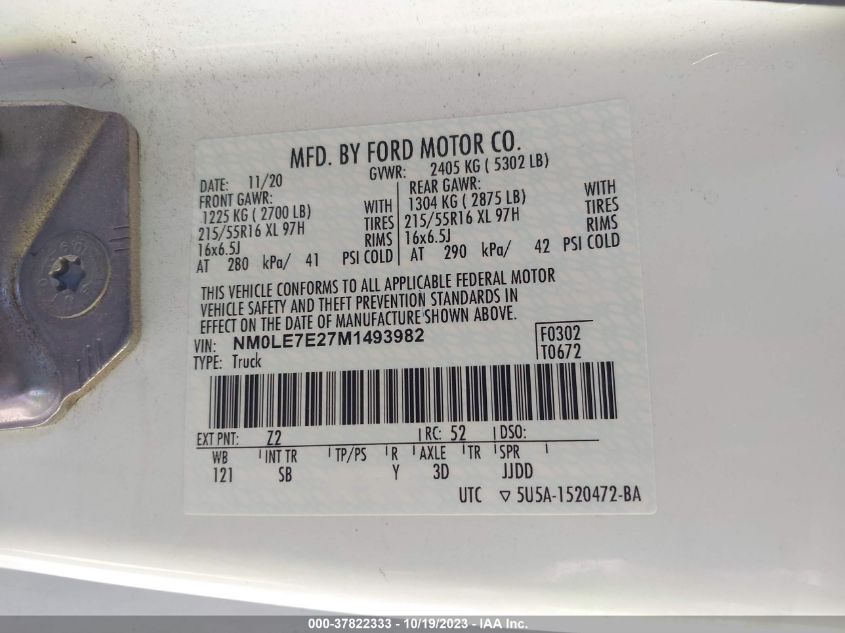 MFD. BY FORD MOTOR CO.
DATE: 11/20 GVWR: 2405 KG ( 5302 LB)
FRONT GAWR: REAR GAWR:
1225 KG ( 2700 LB) WITH 1304 KG ( 2875 LB) WITH
215/55R16 XL 97H TIRES 215/55R16 XL 97H TIRES
16x6.5J RIMS 16x6.5J RIMS
AT 280 kPa/ 41 PSI COLD AT 290 kPa/ 42 PSI COLD
THIS VEHICLE CONFORMS TO ALL APPLICABLE FEDERAL MOTOR
VEHICLE SAFETY AND THEFT PREVENTION STANDARDS IN
EFFECT ON THE DATE OF MANUFACTURE SHOWN ABOVE.
VIN: NM0LE7E27M1493982 F0302
TYPE: Truck T0672
EXT PNT: Z2 RC: 52 DSO:
WB INT TR TP/PS R AXLE TR SPR
121 SB Y 3D JJDD
UTC ▽ 5U5A-1520472-BA
000-37822333 - 10/19/2023 - IAAI.com